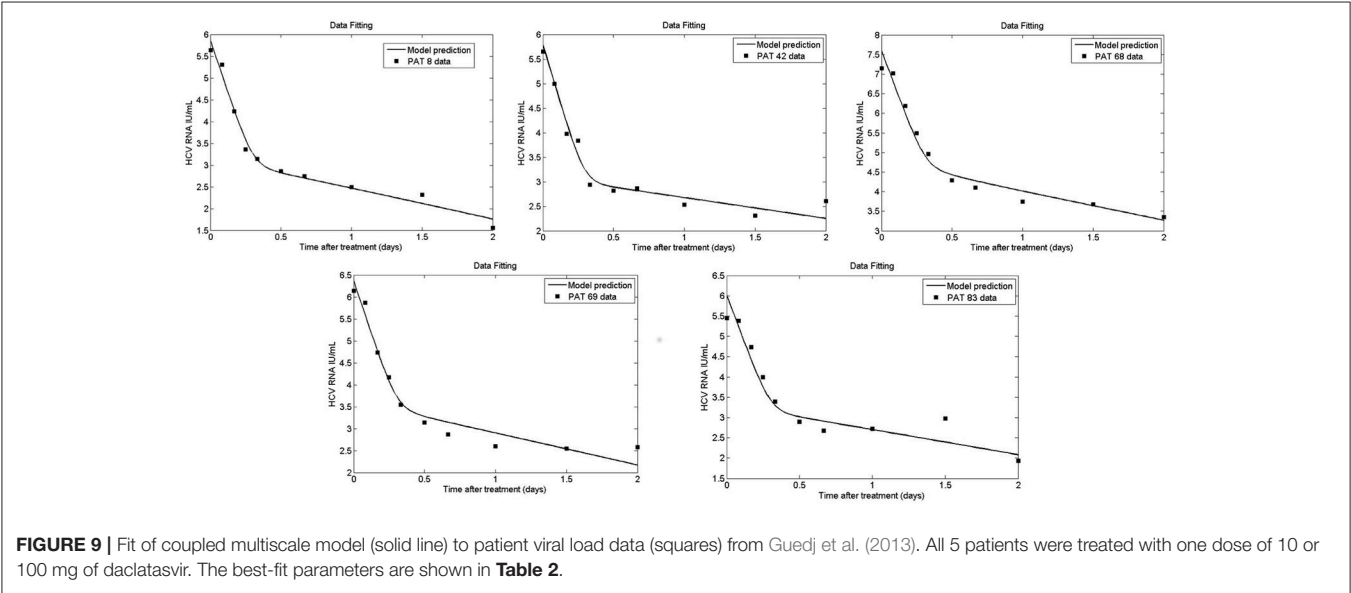 Data Fitting
Model prediction
PAT 8 data
HCV RNA IU/mL
6
5.5
5
4.5
4
3.5
3
2.5
2
1.5
0 0.5 1 1.5 2
Time after treatment (days)
Data Fitting
Model prediction
PAT 42 data
HCV RNA IU/mL
6
5.5
5
4.5
4
3.5
3
2.5
2
0 0.5 1 1.5 2
Time after treatment (days)
Data Fitting
Model prediction
PAT 68 data
HCV RNA IU/mL
8
7.5
7
6.5
6
5.5
5
4.5
4
3.5
3
0 0.5 1 1.5 2
Time after treatment (days)
Data Fitting
Model prediction
PAT 69 data
HCV RNA IU/mL
6.5
6
5.5
5
4.5
4
3.5
3
2.5
2
0 0.5 1 1.5 2
Time after treatment (days)
Data Fitting
Model prediction
PAT 83 data
HCV RNA IU/mL
6.5
6
5.5
5
4.5
4
3.5
3
2.5
2
1.5
0 0.5 1 1.5 2
Time after treatment (days)
FIGURE 9 | Fit of coupled multiscale model (solid line) to patient viral load data (squares) from Guedj et al. (2013). All 5 patients were treated with one dose of 10 or
100 mg of daclatasvir. The best-fit parameters are shown in Table 2.